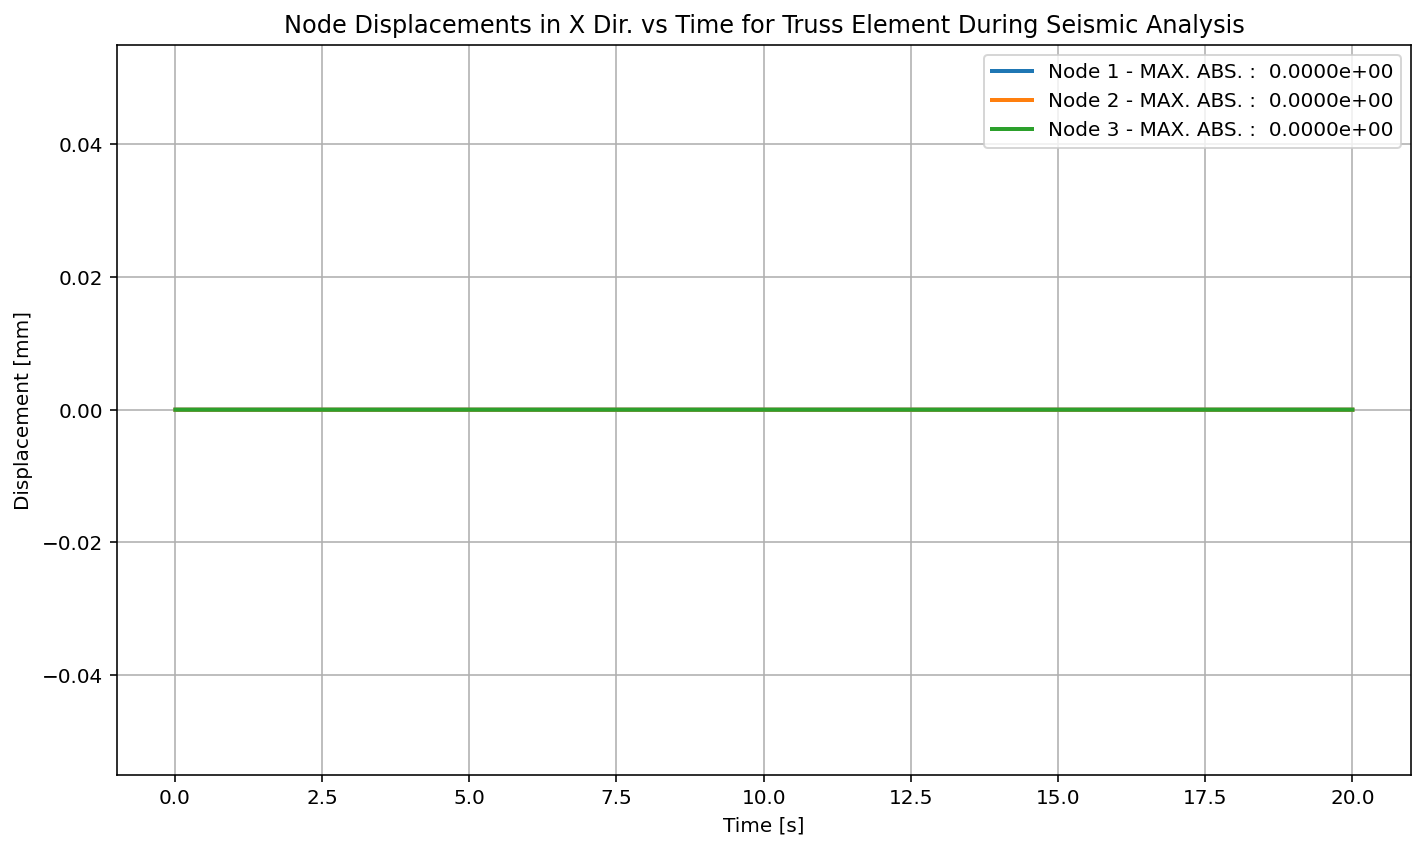 Node Displacements in X Dir. vs Time for Truss Element During Seismic Analysis
Node 1 - MAX. ABS. :  0.0000e+00
Node 2 - MAX. ABS. :  0.0000e+00
Node 3 - MAX. ABS. :  0.0000e+00
0.04
0.02
0.00
−0.02
−0.04
Displacement [mm]
0.0 2.5 5.0 7.5 10.0 12.5 15.0 17.5 20.0
Time [s]